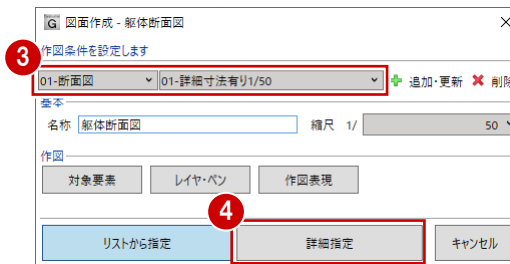 G 図面作成 - 躯体断面図
作図条件を設定します
3
01-断面図 01-詳細寸法有り1/50 追加・更新 削除
基本
名称 躯体断面図 縮尺 1/ 50
作図
対象要素 レイヤ・ペン 作図表現
4
リストから指定 詳細指定 キャンセル